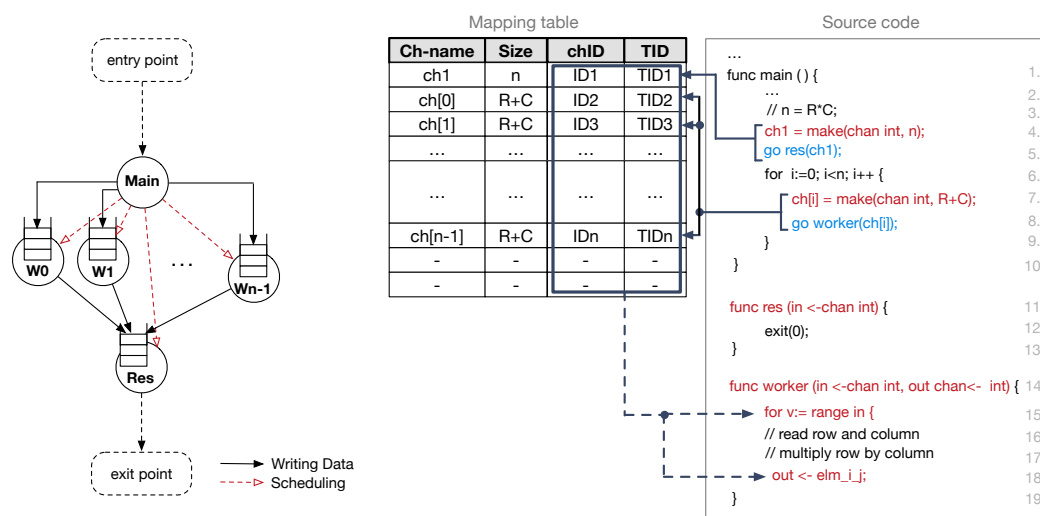 entry point
Main
W0
W1
...
Wn-1
Res
exit point
Writing Data
Scheduling
Mapping table
Ch-name Size chID TID
ch1 n ID1 TID1
ch[0] R+C ID2 TID2
ch[1] R+C ID3 TID3
... ... ... ...
... ... ... ...
ch[n-1] R+C IDn TIDn
- - - -
- - - -
Source code
...
func main ( ) { 1.
... 2.
// n = R*C; 3.
ch1 = make(chan int, n); 4.
go res(ch1); 5.
for i:=0; i<n; i++ { 6.
ch[i] = make(chan int, R+C); 7.
go worker(ch[i]); 8.
} 9.
} 10
func res (in <-chan int) { 11
exit(0); 12
} 13
func worker (in <-chan int, out chan<- int) { 14
for v:= range in { 15
// read row and column 16
// multiply row by column 17
out <- elm_i_j; 18
} 19